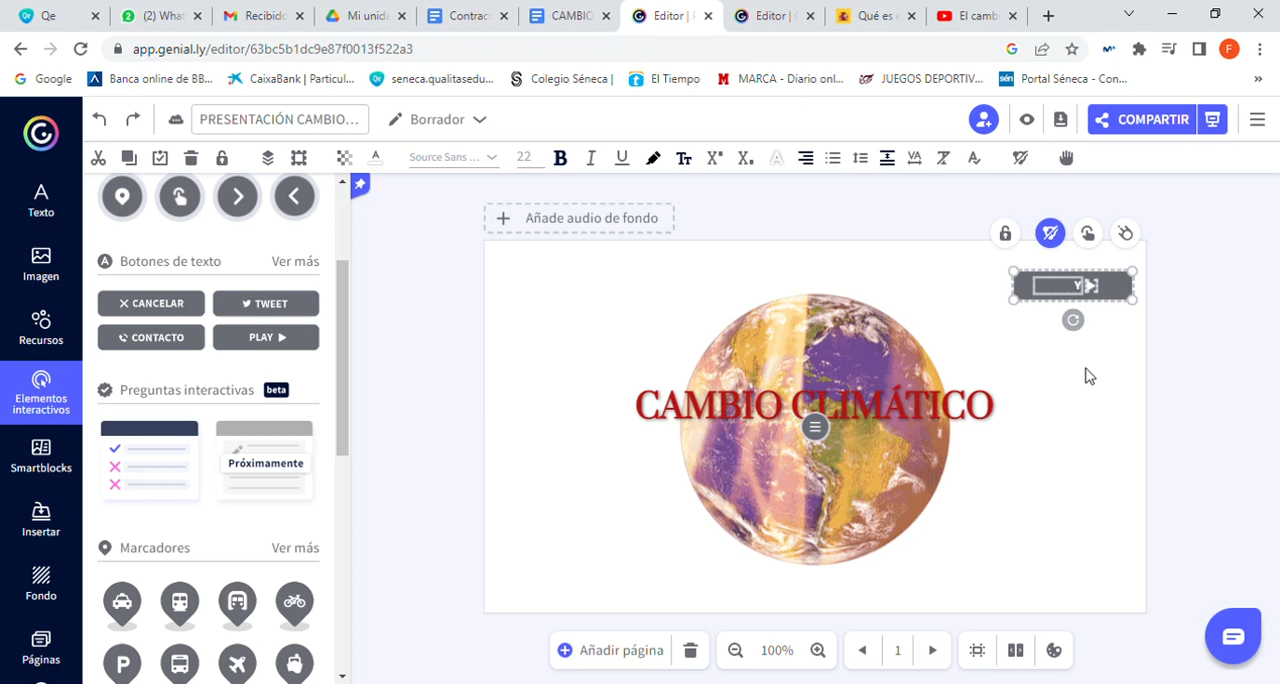 Qe
(2) What
Recibido
Mi unida
Contrac
CAMBIO
Editor | P
Editor | C
Qué es e
El camb
app.genial.ly/editor/63bc5b1dc9e87f0013f522a3
F
Google
Banca online de BB...
CaixaBank | Particul...
seneca.qualitasedu...
Colegio Séneca |
El Tiempo
MARCA - Diario onl...
JUEGOS DEPORTIV...
Portal Séneca - Con...
PRESENTACIÓN CAMBIO...
Borrador
COMPARTIR
Source Sans ...
22
Texto
Imagen
Recursos
Elementos
interactivos
Smartblocks
Insertar
Fondo
Páginas
Botones de texto
Ver más
CANCELAR
TWEET
CONTACTO
PLAY
Preguntas interactivas
beta
Próximamente
Marcadores
Ver más
P
Añade audio de fondo
Y
CAMBIO CLIMÁTICO
Añadir página
100%
1